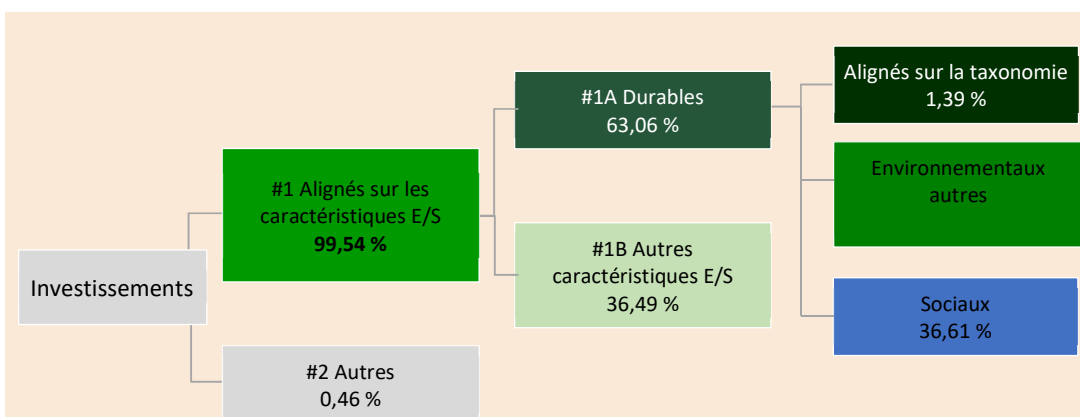 Investissements
#1 Alignés sur les
caractéristiques E/S
99,54 %
#2 Autres
0,46 %
#1A Durables
63,06 %
#1B Autres
caractéristiques E/S
36,49 %
Alignés sur la taxonomie
1,39 %
Environnementaux
autres
Sociaux
36,61 %